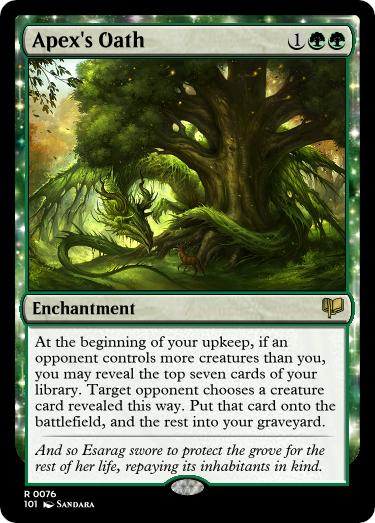 Apex's Oath 1
Enchantment
At the beginning of your upkeep, if an
opponent controls more creatures than you,
you may reveal the top seven cards of your
library. Target opponent chooses a creature
card revealed this way. Put that card onto the
battlefield, and the rest into your graveyard.
And so Esarag swore to protect the grove for the
rest of her life, repaying its inhabitants in kind.
R 0076
101 Sandara